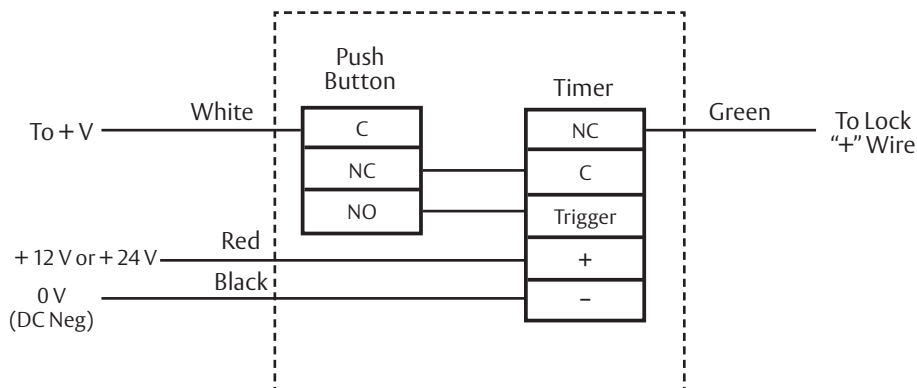 Push
Button
Timer
White
Green
To + V
C
NC
To Lock
"+" Wire
NC
C
NO
Trigger
Red
+ 12 V or + 24 V
+
Black
0 V
(DC Neg)
–